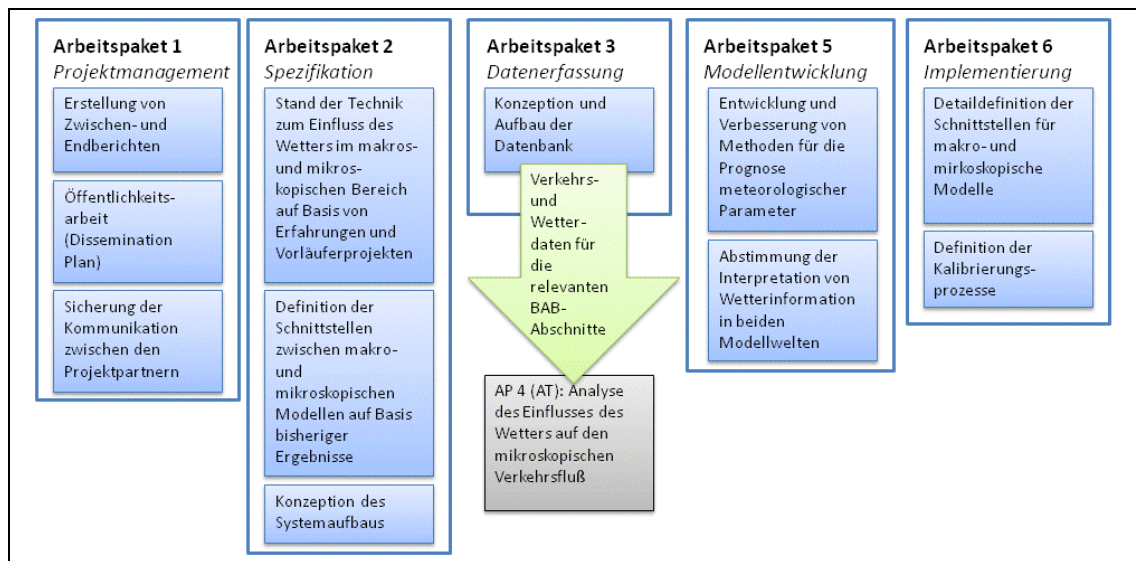 Arbeitspaket 1
Projektmanagement
Erstellung von
Zwischen- und
Endberichten
Öffentlichkeits-
arbeit
(Dissemination
Plan)
Sicherung der
Kommunikation
zwischen den
Projektpartnern
Arbeitspaket 2
Spezifikation
Stand der Technik
zum Einfluss des
Wetters im makros-
und mikros-
kopischen Bereich
auf Basis von
Erfahrungen und
Vorläuferprojekten
Definition der
Schnittstellen
zwischen makro-
und
mikroskopischen
Modellen auf Basis
bisheriger
Ergebnisse
Konzeption des
Systemaufbaus
Arbeitspaket 3
Datenerfassung
Konzeption und
Aufbau der
Datenbank
Verkehrs-
und
Wetter-
daten für
die
relevanten
BAB-
Abschnitte
AP 4 (AT): Analyse
des Einflusses des
Wetters auf den
mikroskopischen
Verkehrsfluß
Arbeitspaket 5
Modellentwicklung
Entwicklung und
Verbesserung von
Methoden für die
Prognose
meteorologischer
Parameter
Abstimmung der
Interpretation von
Wetterinformation
in beiden
Modellwelten
Arbeitspaket 6
Implementierung
Detaildefinition der
Schnittstellen für
makro- und
mirkoskopische
Modelle
Definition der
Kalibrierungs-
prozesse